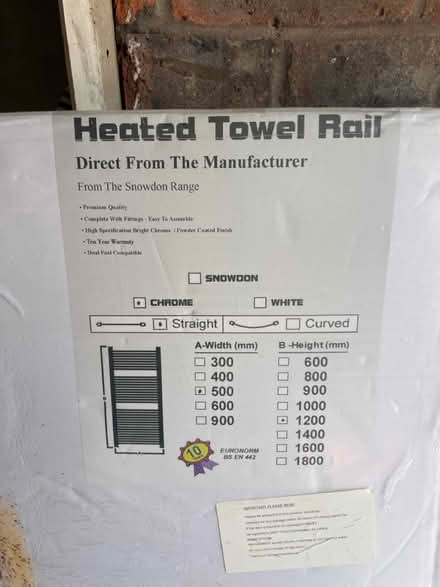 Heated Towel Rail
Direct From The Manufacturer
From The Snowdon Range
• Premium Quality
• Complete With Fittings - Easy To Assemble
• High Specification Bright Chrome / Powder Coated Finish
• Ten Year Warranty
• Dual Fuel Compatible
SNOWDON
CHROME WHITE
Straight Curved
A-Width (mm) B -Height (mm)
300 600
400 800
500 900
600 1000
900 1200
1400
1600
1800
10
EURONORM
BS EN 442
IMPORTANT PLEASE NOTE